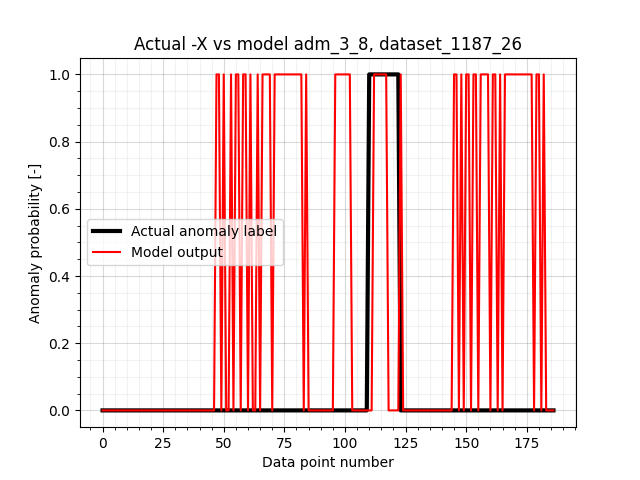 Actual -X vs model adm_3_8, dataset_1187_26
1.0
0.8
0.6
0.4
0.2
0.0
Anomaly probability [-]
Actual anomaly label
Model output
0 25 50 75 100 125 150 175
Data point number